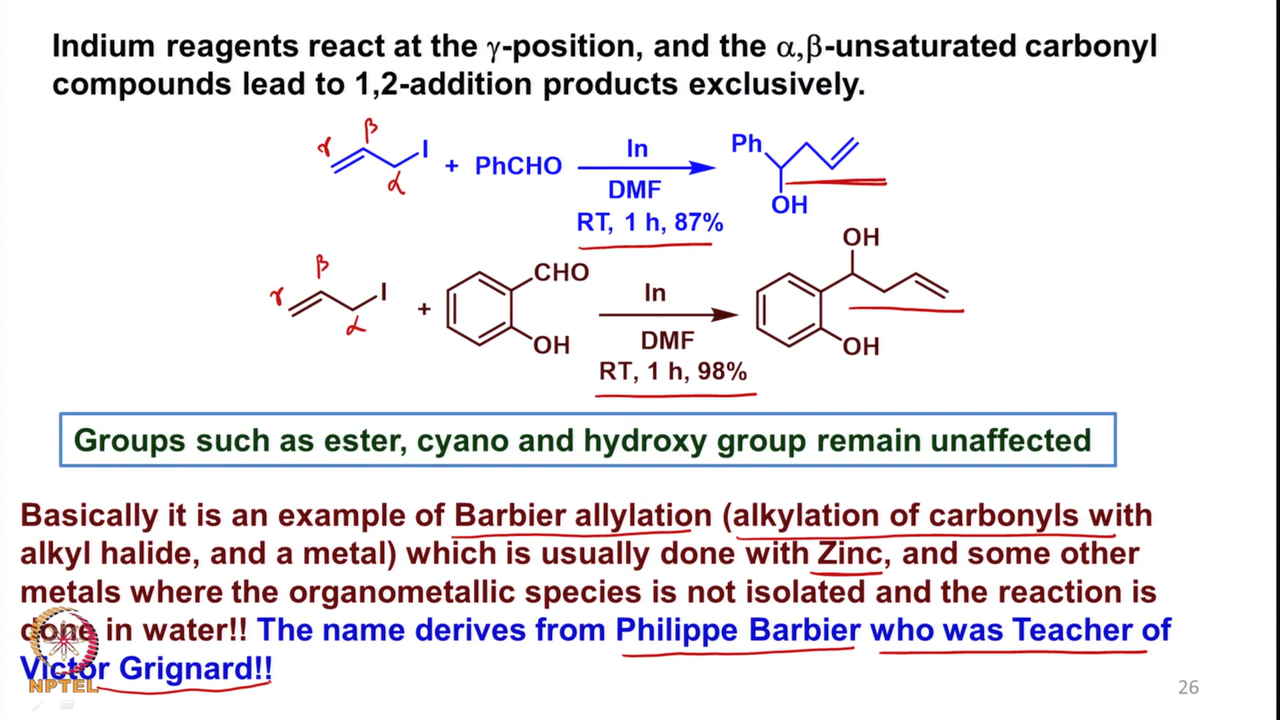 Indium reagents react at the γ-position, and the α,β-unsaturated carbonyl
compounds lead to 1,2-addition products exclusively.
γ β α I + PhCHO In DMF Ph OH
RT, 1 h, 87%
γ β α I + CHO OH In DMF OH OH
RT, 1 h, 98%
Groups such as ester, cyano and hydroxy group remain unaffected
Basically it is an example of Barbier allylation (alkylation of carbonyls with
alkyl halide, and a metal) which is usually done with Zinc, and some other
metals where the organometallic species is not isolated and the reaction is
done in water!! The name derives from Philippe Barbier who was Teacher of
Victor Grignard!!
NPTEL
26